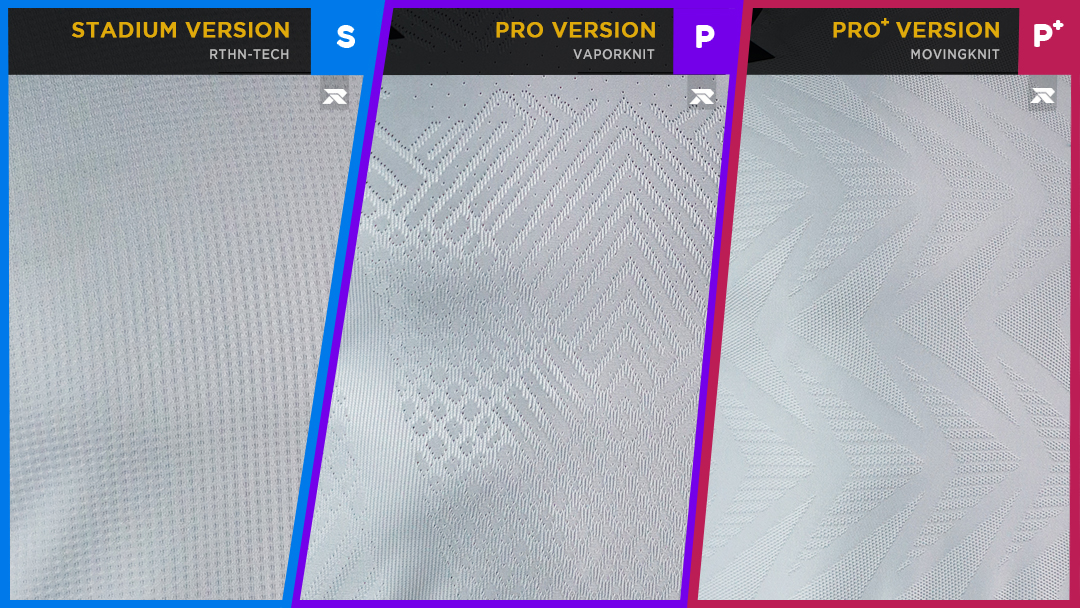 STADIUM VERSION
RTHN-TECH
S
PRO VERSION
VAPORKNIT
P
PRO+ VERSION
MOVINGKNIT
P+